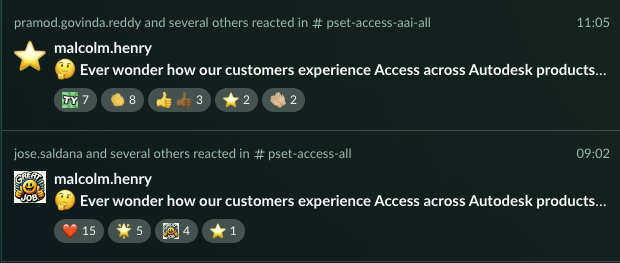 pramod.govinda.reddy and several others reacted in # pset-access-aai-all 11:05
malcolm.henry
🤔 Ever wonder how our customers experience Access across Autodesk products...
TY 7 👏 8 👍👍🏾 3 ⭐ 2 👏🏼 2
jose.saldana and several others reacted in # pset-access-all 09:02
GREAT JOB malcolm.henry
🤔 Ever wonder how our customers experience Access across Autodesk products...
❤️ 15 🌟 5 4 ⭐ 1